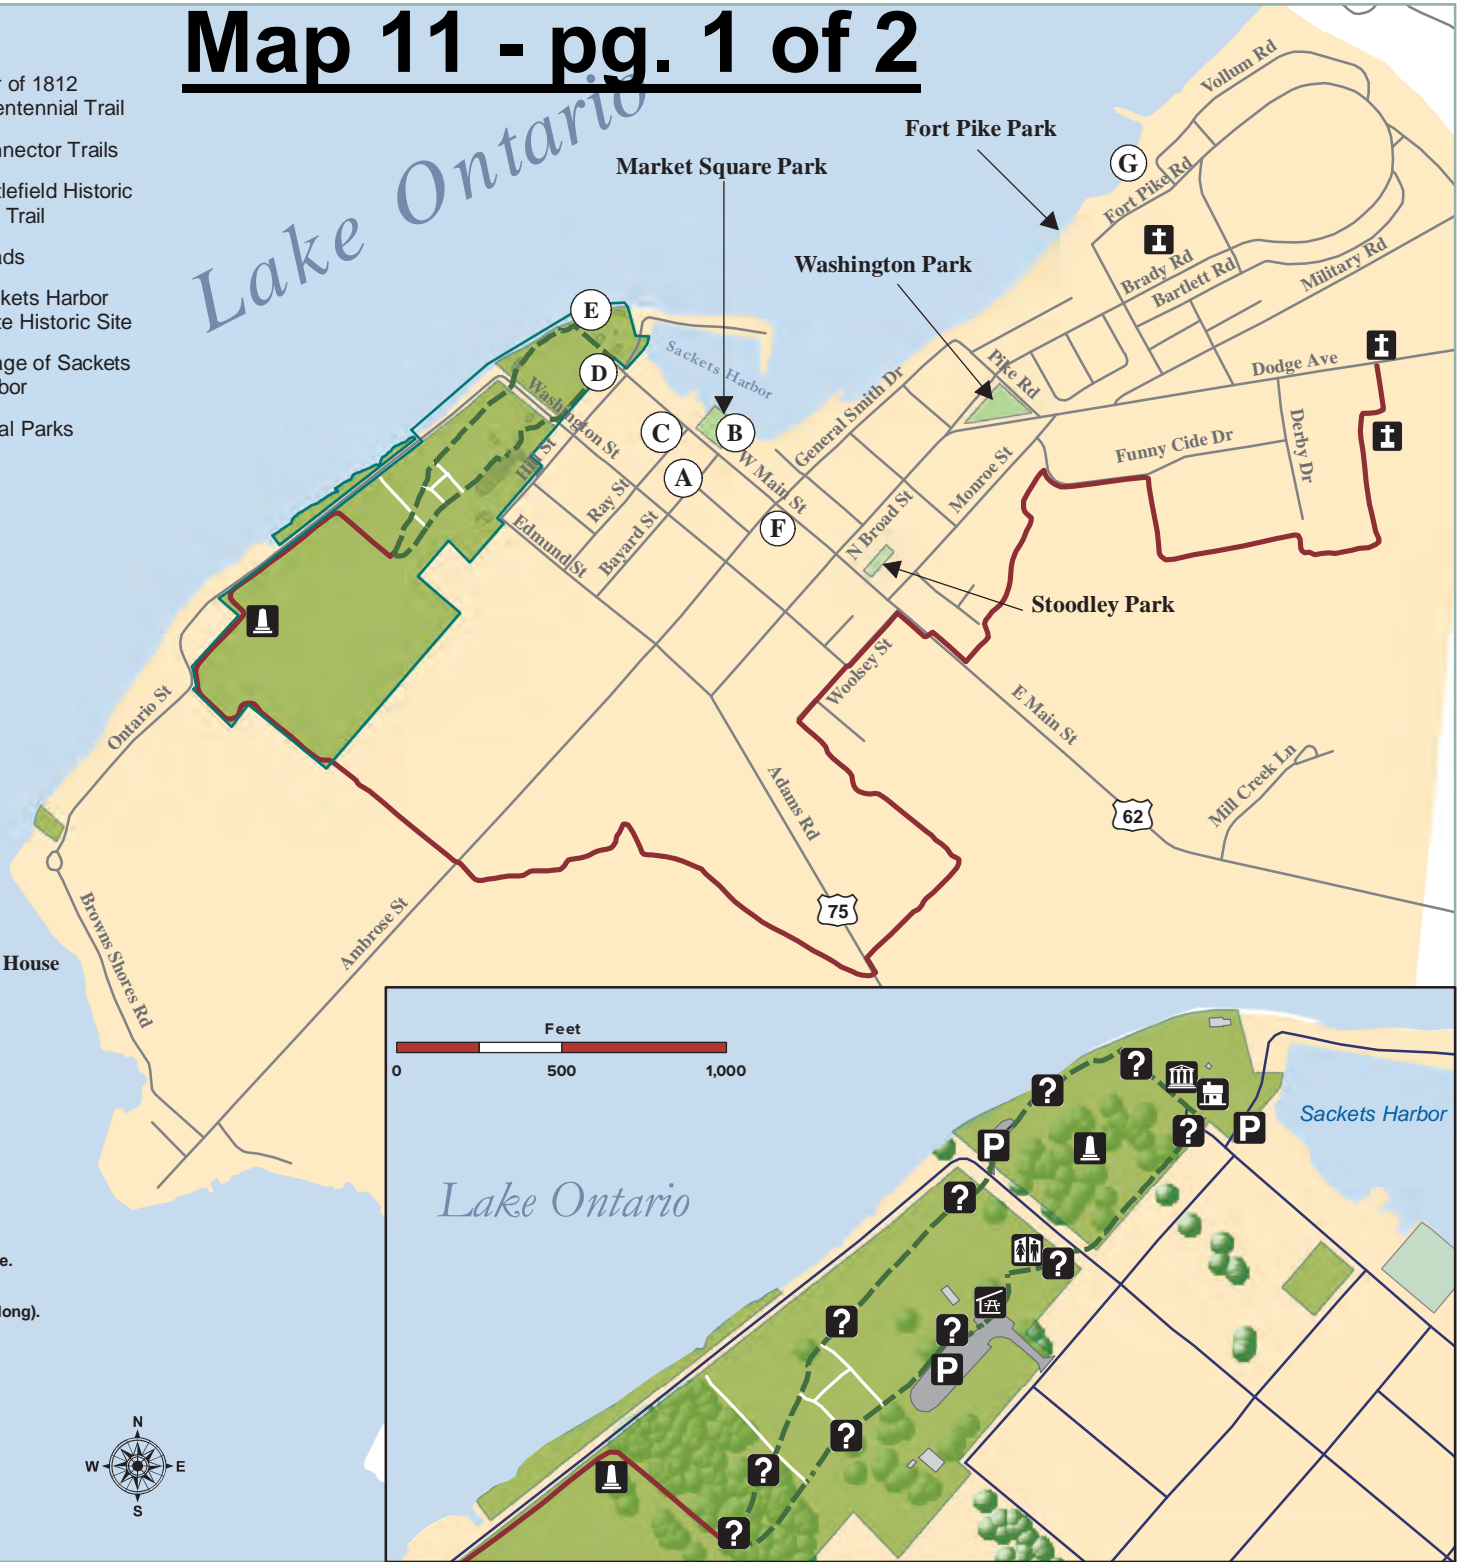 Map 11 - pg. 1 of 2
of 1812
entennial Trail
nnector Trails
tlefield Historic
Trail
ads
kets Harbor
te Historic Site
age of Sackets
bor
al Parks
Lake Ontario
Market Square Park
Fort Pike Park
Washington Park
Stoodley Park
Sackets Harbor
Vollum Rd
Fort Pike Rd
Brady Rd
Bartlett Rd
Military Rd
Dodge Ave
Pike Rd
General Smith Dr
Funny Cide Dr
Derby Dr
Monroe St
N Broad St
W Main St
Washington St
Hill St
Ray St
Bayard St
Edmund St
Woolsey St
E Main St
Mill Creek Ln
Adams Rd
Ambrose St
Ontario St
Browns Shores Rd
A
B
C
D
E
F
G
62
75
House
e.
long).
N
W E
S
Feet
0 500 1,000
Lake Ontario
Sackets Harbor
?
?
?
?
?
?
?
?
?
?
?
P
P
P